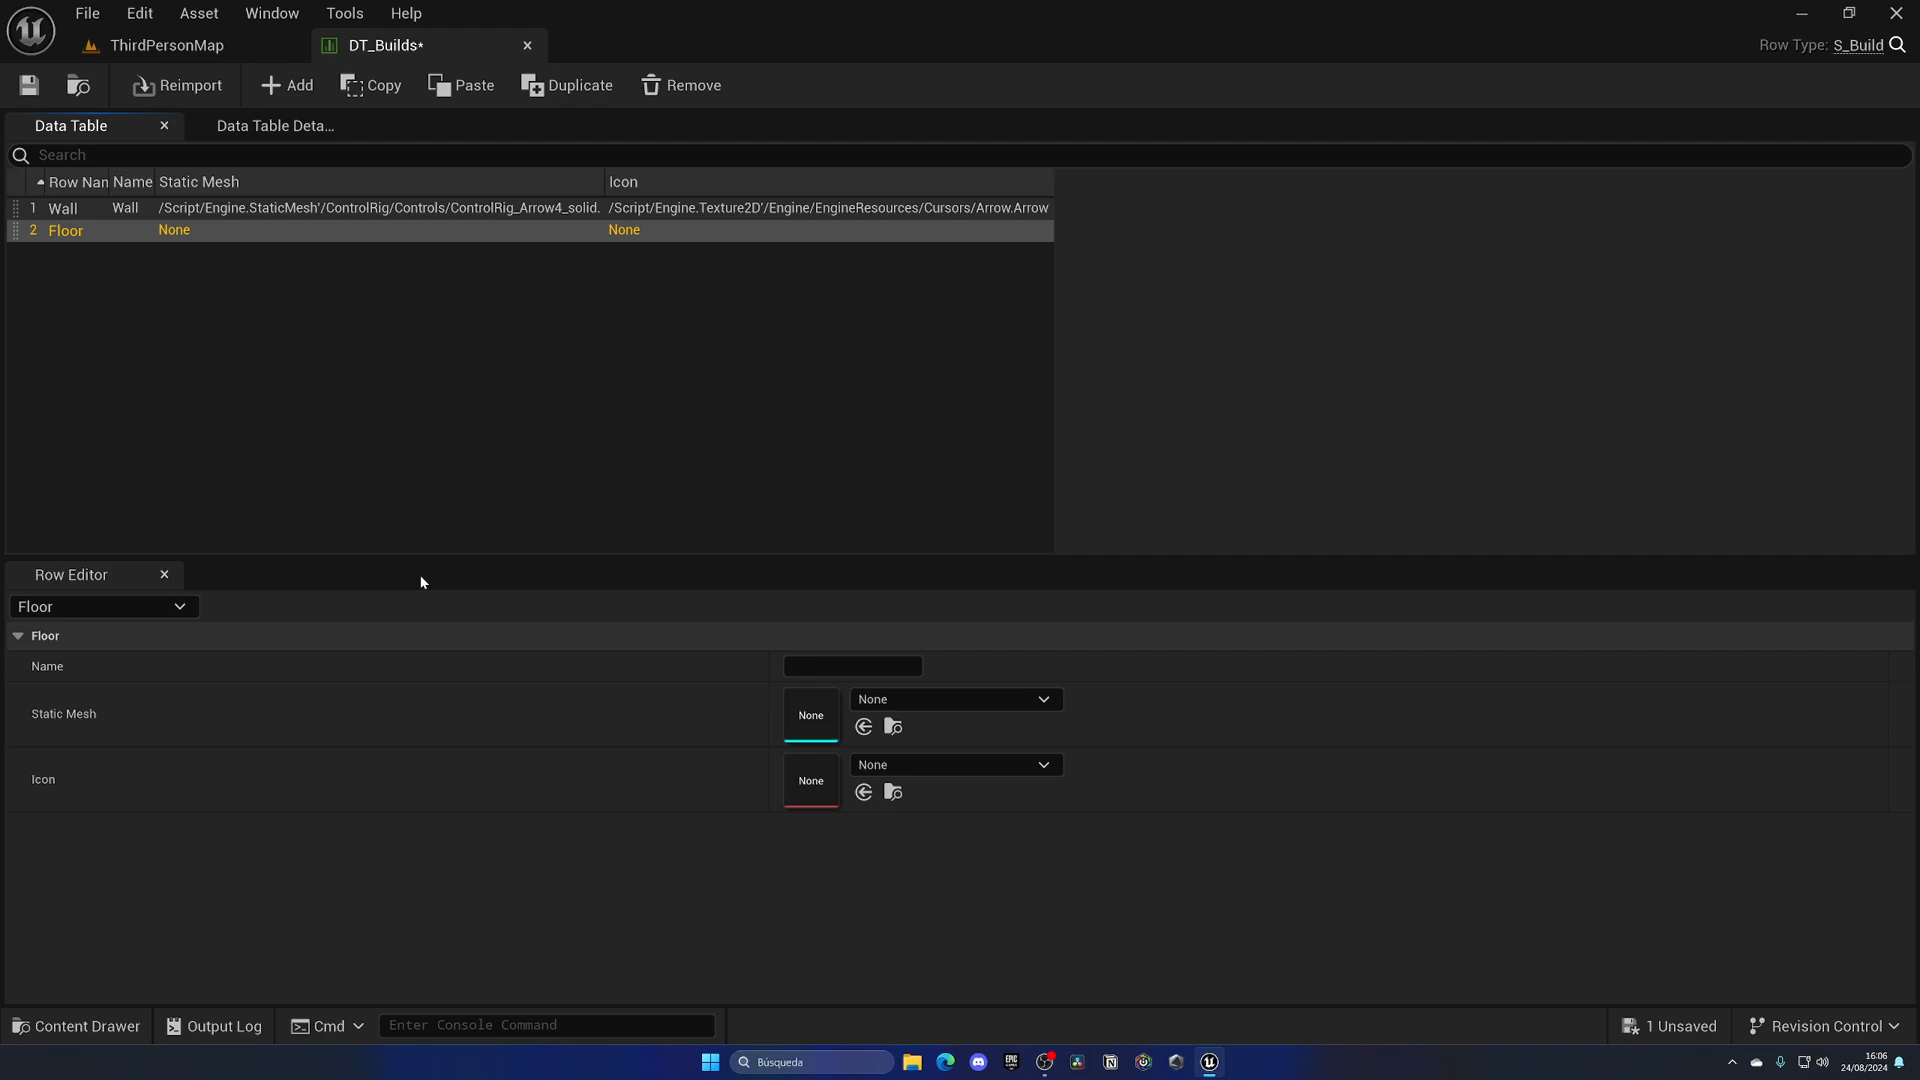 File Edit Asset Window Tools Help
ThirdPersonMap DT_Builds* Row Type: S_Build
Reimport Add Copy Paste Duplicate Remove
Data Table Data Table Deta...
Search
Row Nan Name Static Mesh Icon
1 Wall Wall /Script/Engine.StaticMesh'/ControlRig/Controls/ControlRig_Arrow4_solid. /Script/Engine.Texture2D'/Engine/EngineResources/Cursors/Arrow.Arrow
2 Floor None None
Row Editor
Floor
Floor
Name
Static Mesh None None
Icon None None
Content Drawer Output Log Cmd Enter Console Command 1 Unsaved Revision Control
Búsqueda 16:06
24/08/2024